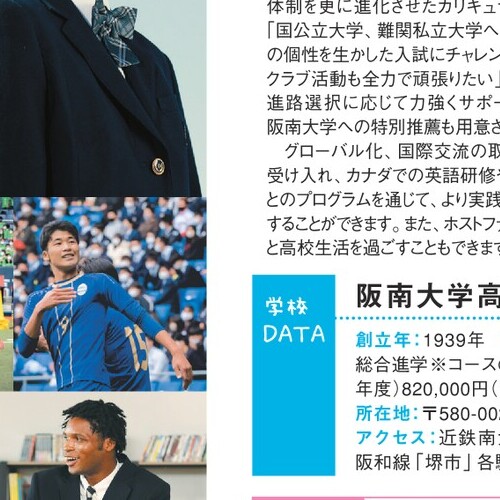 体制を更に進化させたカリキュ
「国公立大学、難関私立大学へ
の個性を生かした入試にチャレン
クラブ活動も全力で頑張りたい」
進路選択に応じて力強くサポー
阪南大学への特別推薦も用意さ
グローバル化、国際交流の取
受け入れ、カナダでの英語研修や
とのプログラムを通じて、より実践
することができます。また、ホストファ
と高校生活を過ごすこともできます
学校
DATA
阪南大学高
創立年：1939年
総合進学※コースの
年度）820,000円（
所在地：〒580-002
アクセス：近鉄南大
阪和線「堺市」各駅
15